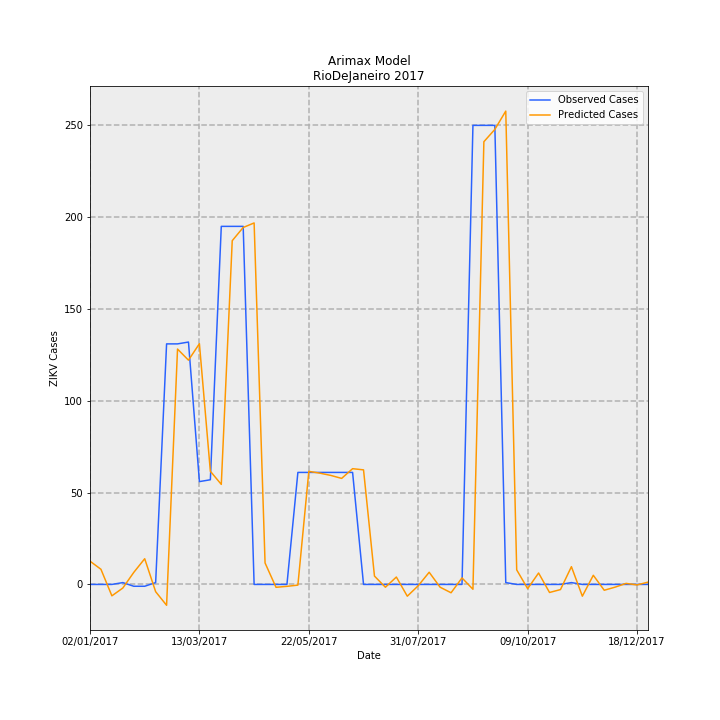 Arimax Model
RioDeJaneiro 2017
Observed Cases
Predicted Cases
250
200
150
100
50
0
ZIKV Cases
02/01/2017
13/03/2017
22/05/2017
31/07/2017
09/10/2017
18/12/2017
Date